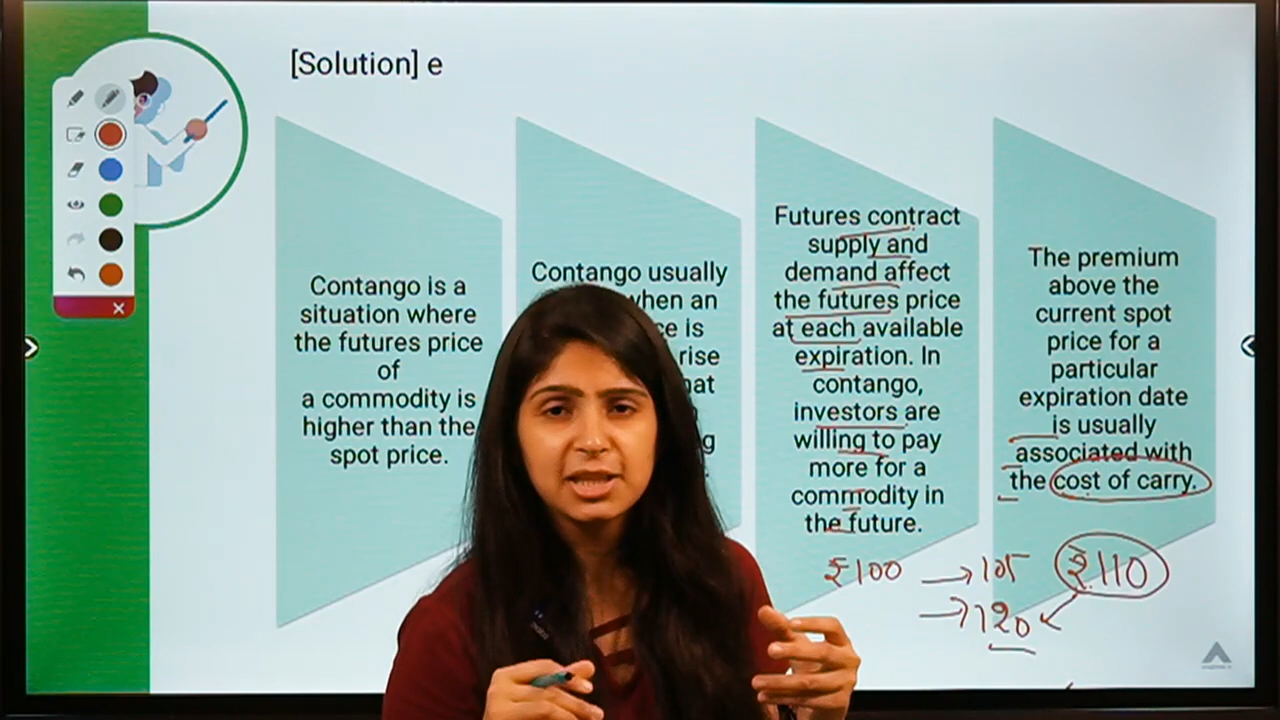 [Solution] e
Contango is a
situation where
the futures price
of
a commodity is
higher than the
spot price.
Contango usually
when an
is
rise
Futures contract
supply and
demand affect
the futures price
at each available
expiration. In
contango,
investors are
willing to pay
more for a
commodity in
the future.
The premium
above the
current spot
price for a
particular
expiration date
is usually
associated with
the cost of carry.
₹100 → 105 ₹110
→ 120